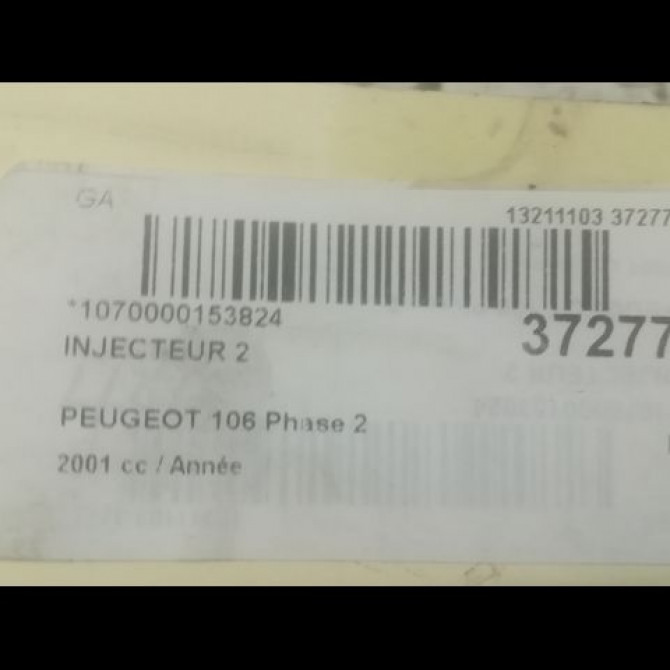 GA
13211103 37277
*1070000153824
37277
INJECTEUR 2
PEUGEOT 106 Phase 2
2001 cc / Année